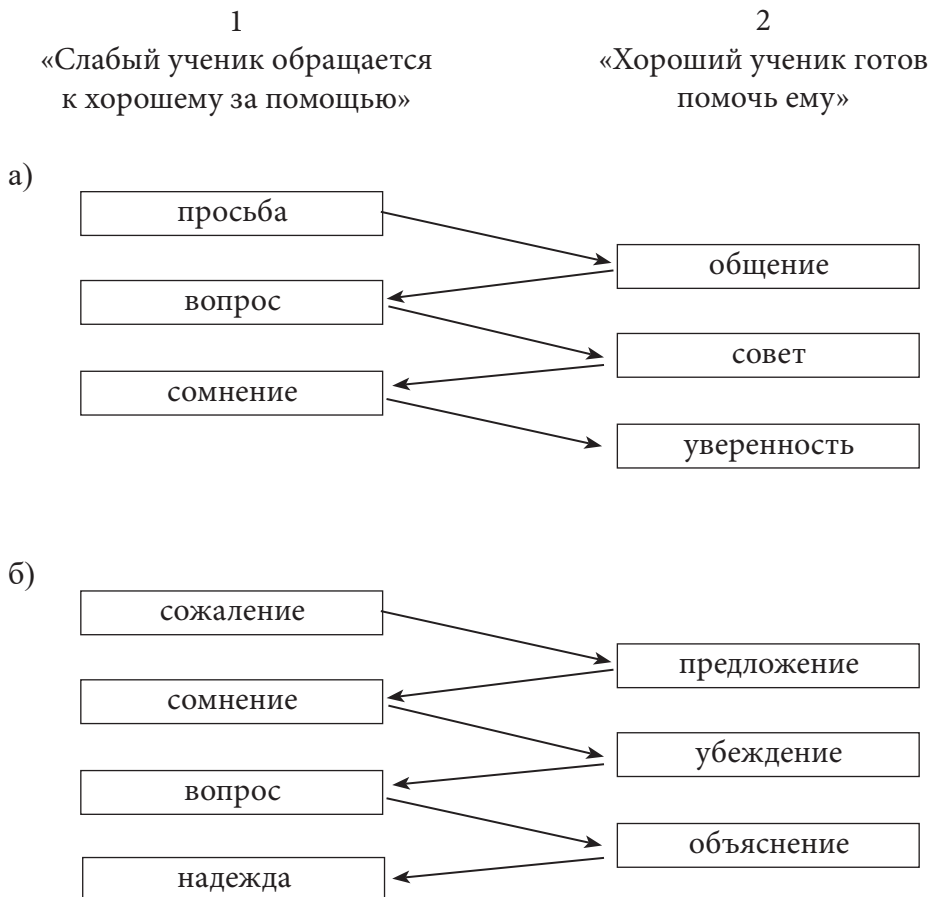 1
«Слабый ученик обращается
к хорошему за помощью»
2
«Хороший ученик готов
помочь ему»
а)
просьба
общение
вопрос
совет
сомнение
уверенность
б)
сожаление
предложение
сомнение
убеждение
вопрос
объяснение
надежда